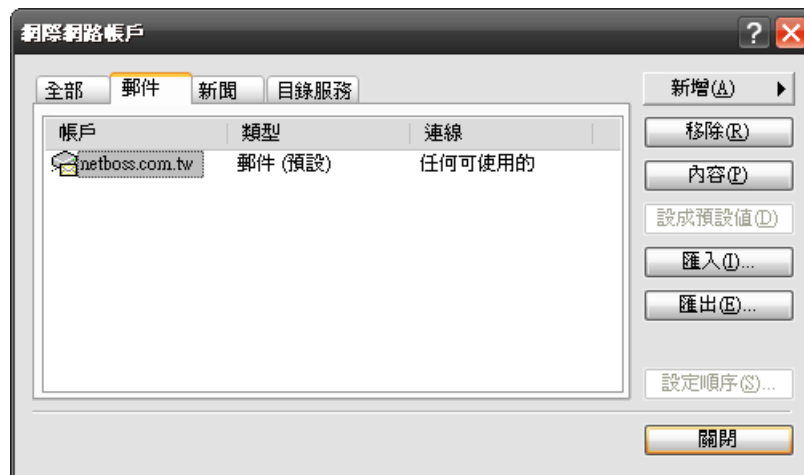 網際網路帳戶
全部 郵件 新聞 目錄服務
帳戶 類型 連線
netboss.com.tw 郵件 (預設) 任何可使用的
新增(A)
移除(R)
內容(P)
設成預設值(D)
匯入(I)...
匯出(E)...
設定順序(S)...
關閉